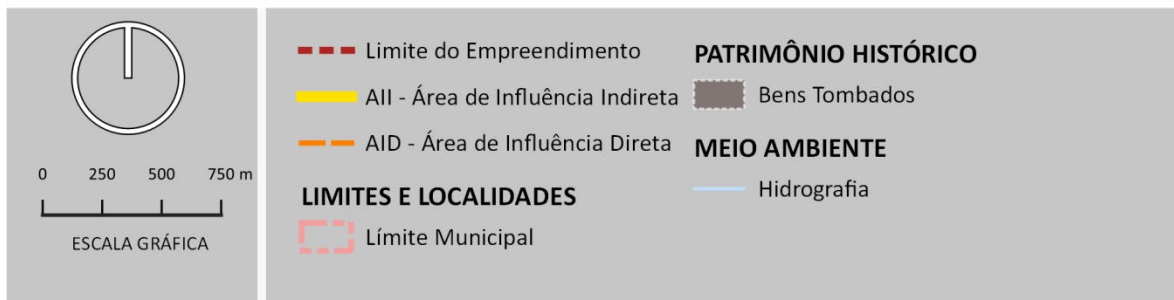 0 250 500 750 m
ESCALA GRÁFICA
Limite do Empreendimento
AII - Área de Influência Indireta
AID - Área de Influência Direta
LIMITES E LOCALIDADES
Límite Municipal
PATRIMÔNIO HISTÓRICO
Bens Tombados
MEIO AMBIENTE
Hidrografia